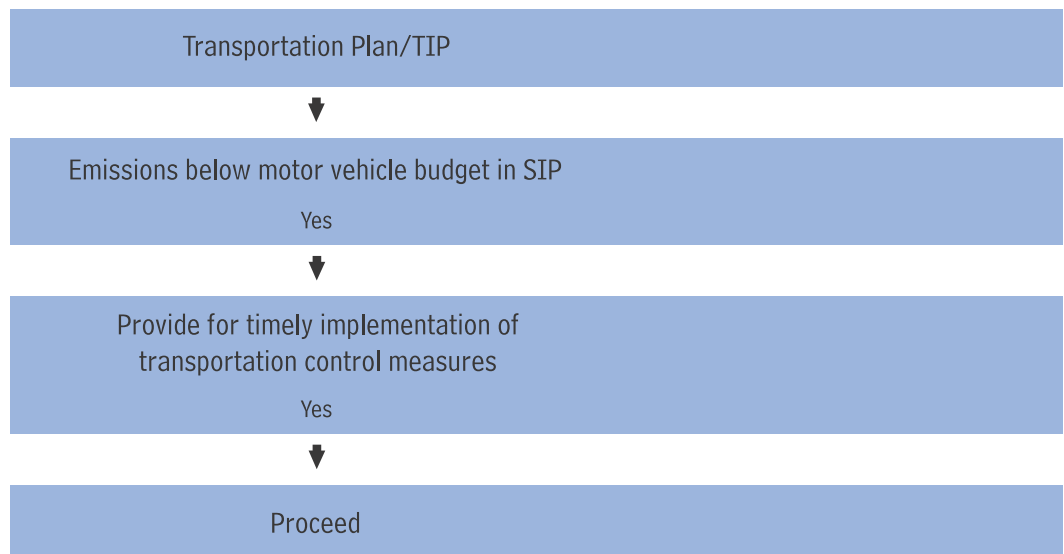 Transportation Plan/TIP
Emissions below motor vehicle budget in SIP
Yes
Provide for timely implementation of
transportation control measures
Yes
Proceed